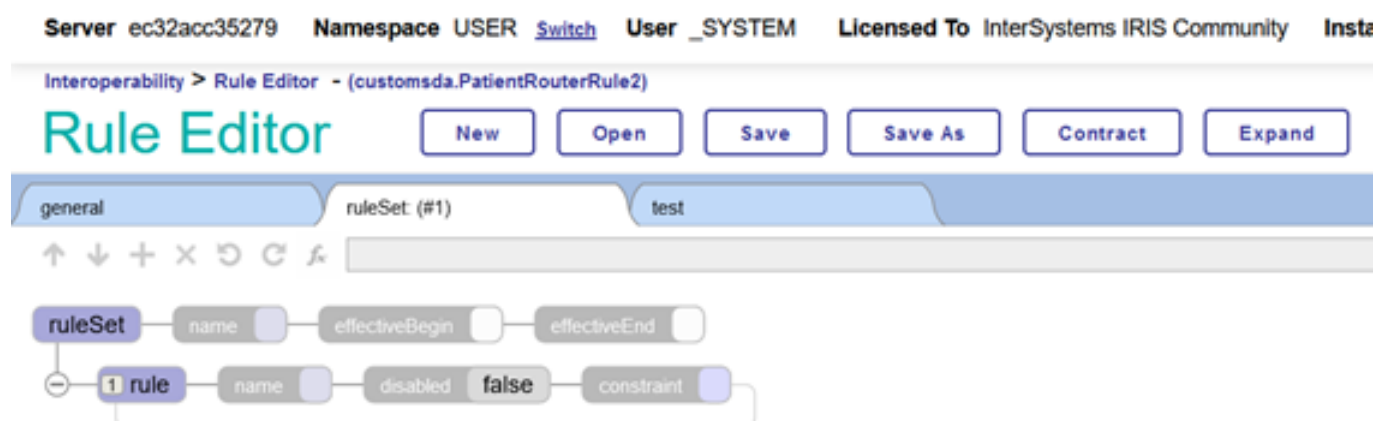 Server ec32acc35279 Namespace USER Switch User _SYSTEM Licensed To InterSystems IRIS Community
Interoperability > Rule Editor - (customsda.PatientRouterRule2)
Rule Editor New Open Save Save As Contract Expand
general ruleSet: (#1) test
fx
ruleSet name effectiveBegin effectiveEnd
1 rule name disabled false constraint